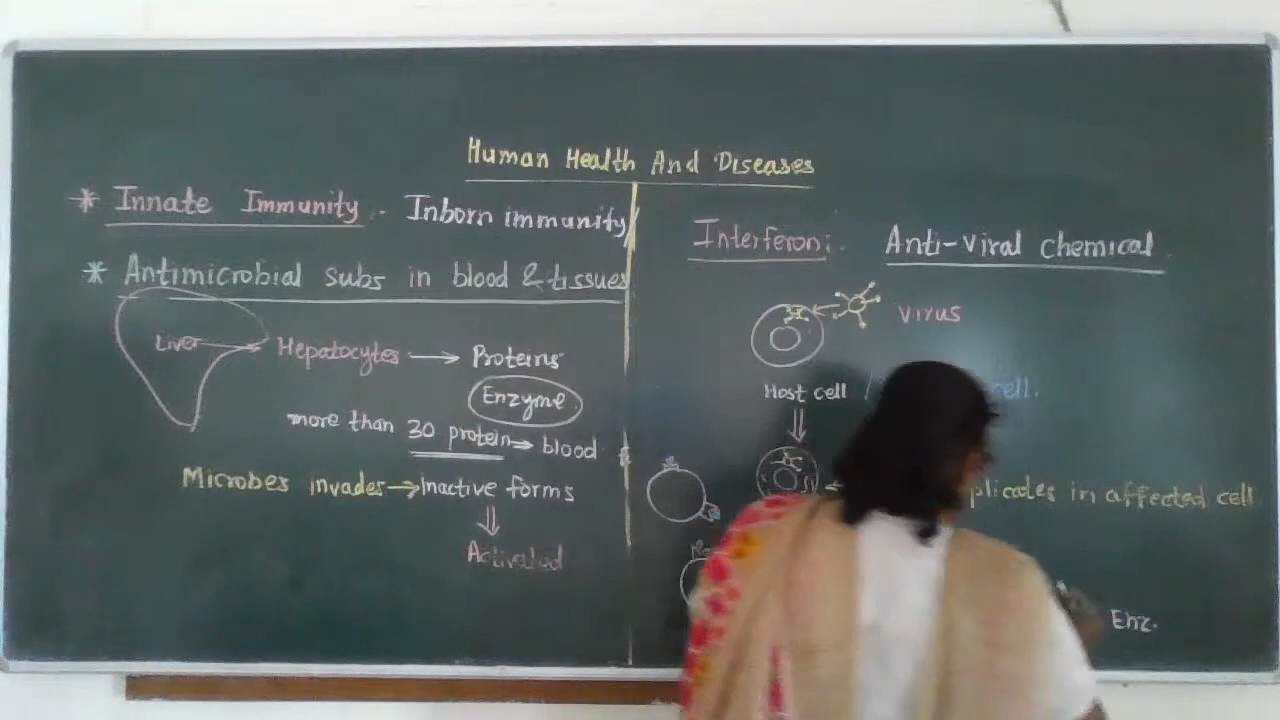 Human Health And Diseases
* Innate Immunity :- Inborn immunity
* Antimicrobial subs in blood & tissues
Liver → Hepatocytes → Proteins
Enzyme
more than 30 protein → blood
Microbes invades → Inactive forms
⇓
Activated
Interferon :- Anti-Viral chemical.
Virus
Host cell / cell.
⇓
plicates in affected cell
Enz.